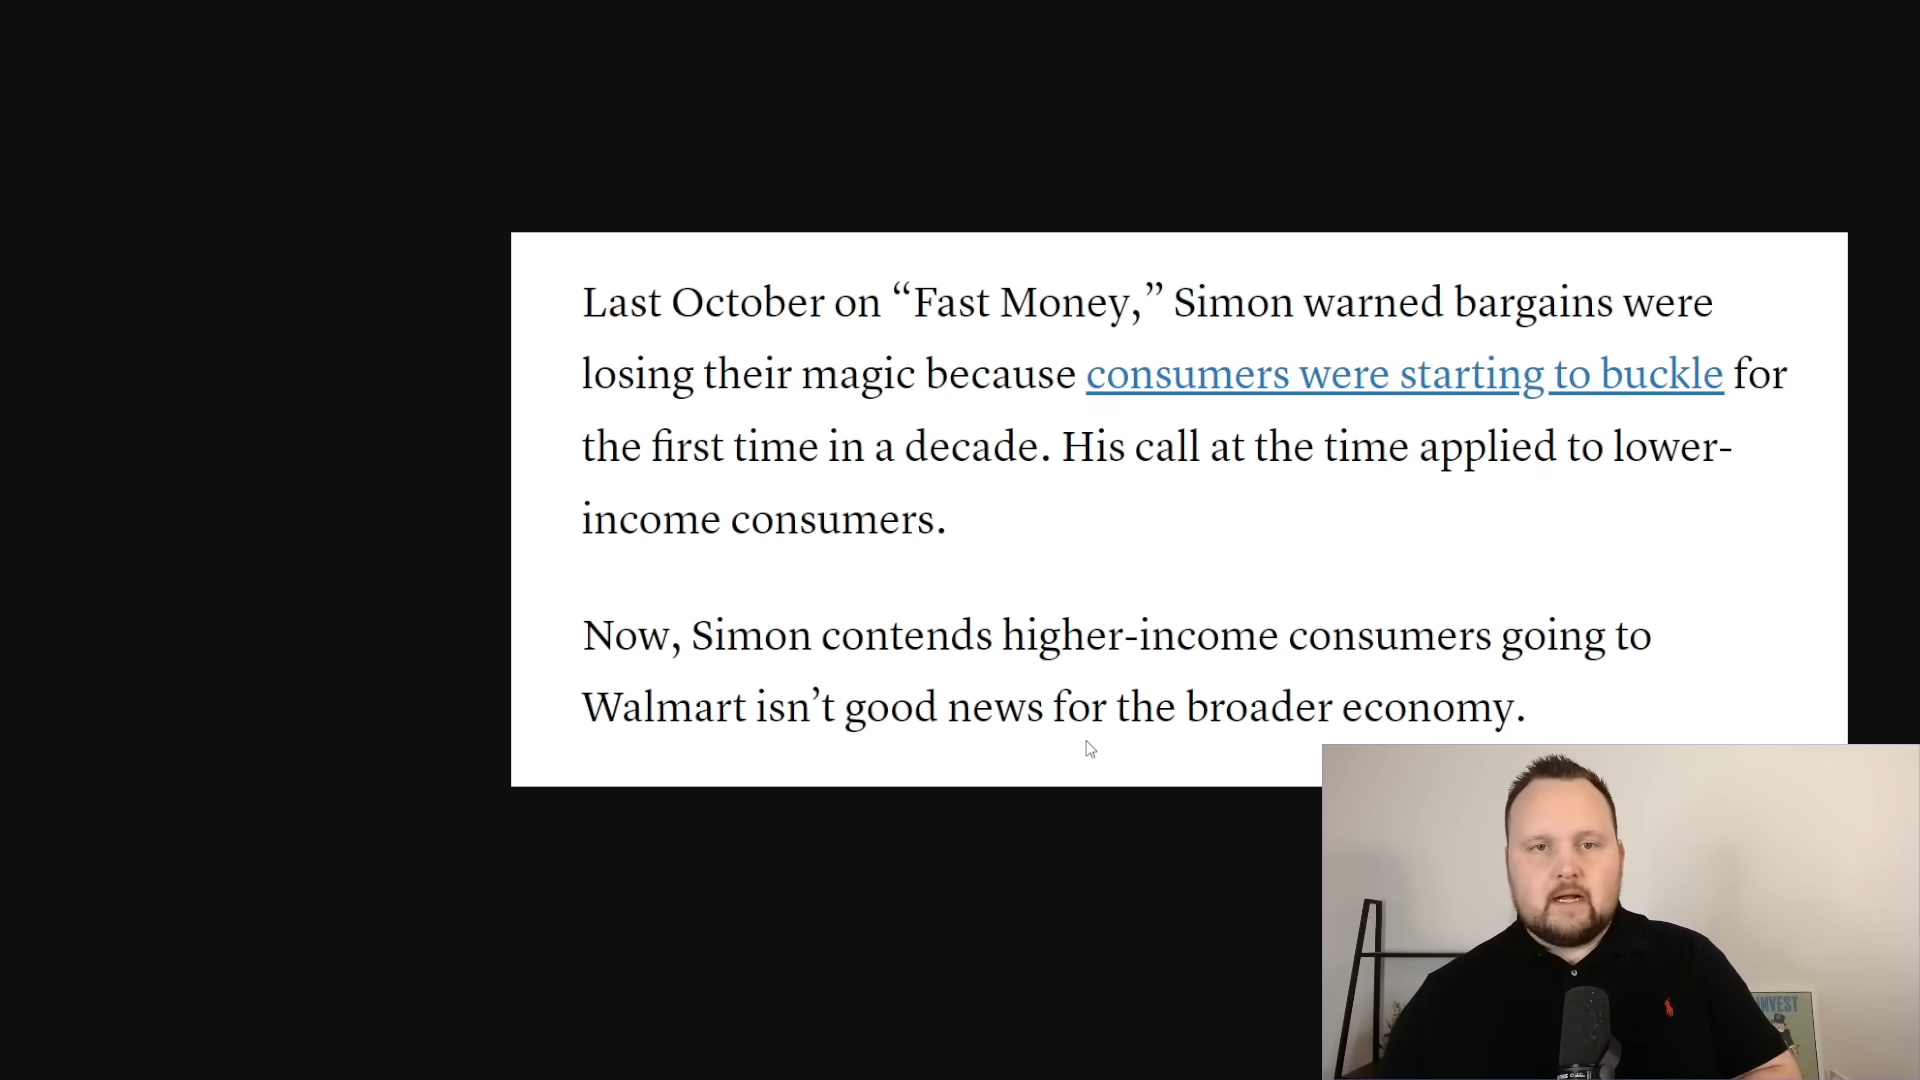 Last October on “Fast Money,” Simon warned bargains were
losing their magic because consumers were starting to buckle for
the first time in a decade. His call at the time applied to lower-
income consumers.
Now, Simon contends higher-income consumers going to
Walmart isn’t good news for the broader economy.
INVEST